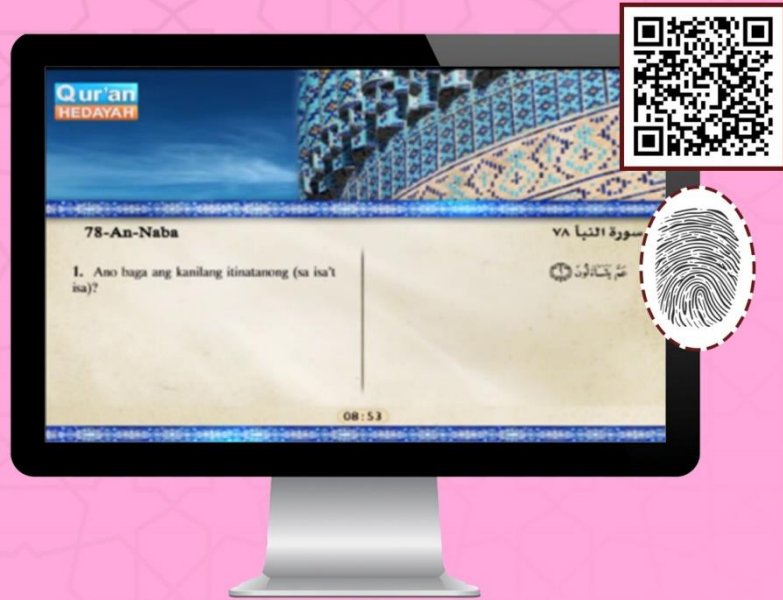 Qur'an
HEDAYAH
78-An-Naba
سورة النبأ ٧٨
1. Ano baga ang kanilang itinatanong (sa isa't
isa)?
عَمَّ يَتَسَاءَلُونَ ﴿١﴾
08:53